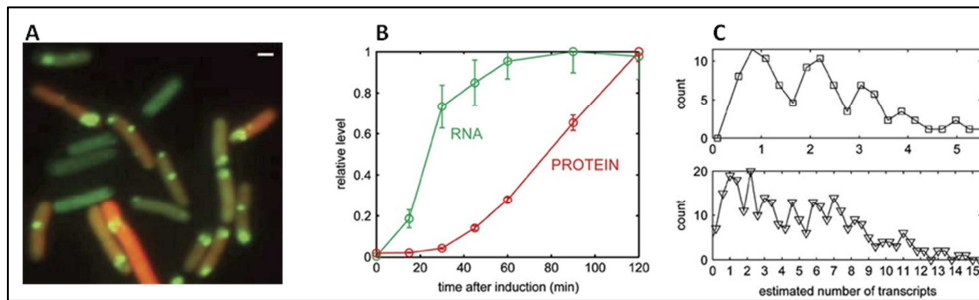 A
B
1
0.8
0.6
0.4
0.2
0
relative level
RNA
PROTEIN
0 20 40 60 80 100 120
time after induction (min)
C
10
5
0
count
0 1 2 3 4 5
20
10
0
count
0 1 2 3 4 5 6 7 8 9 10 11 12 13 14 15
estimated number of transcripts